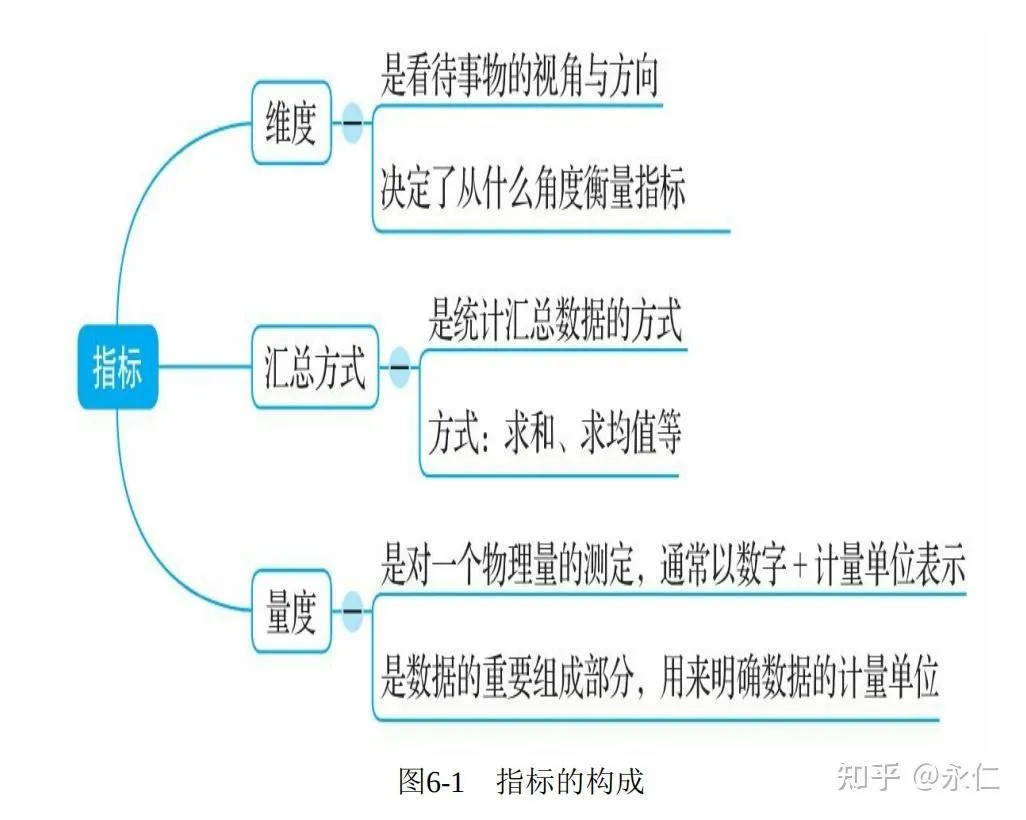 是看待事物的视角与方向
维度
决定了从什么角度衡量指标
是统计汇总数据的方式
指标
汇总方式
方式：求和、求均值等
是对一个物理量的测定，通常以数字+计量单位表示
量度
是数据的重要组成部分，用来明确数据的计量单位
图6-1 指标的构成
知乎 @永仁